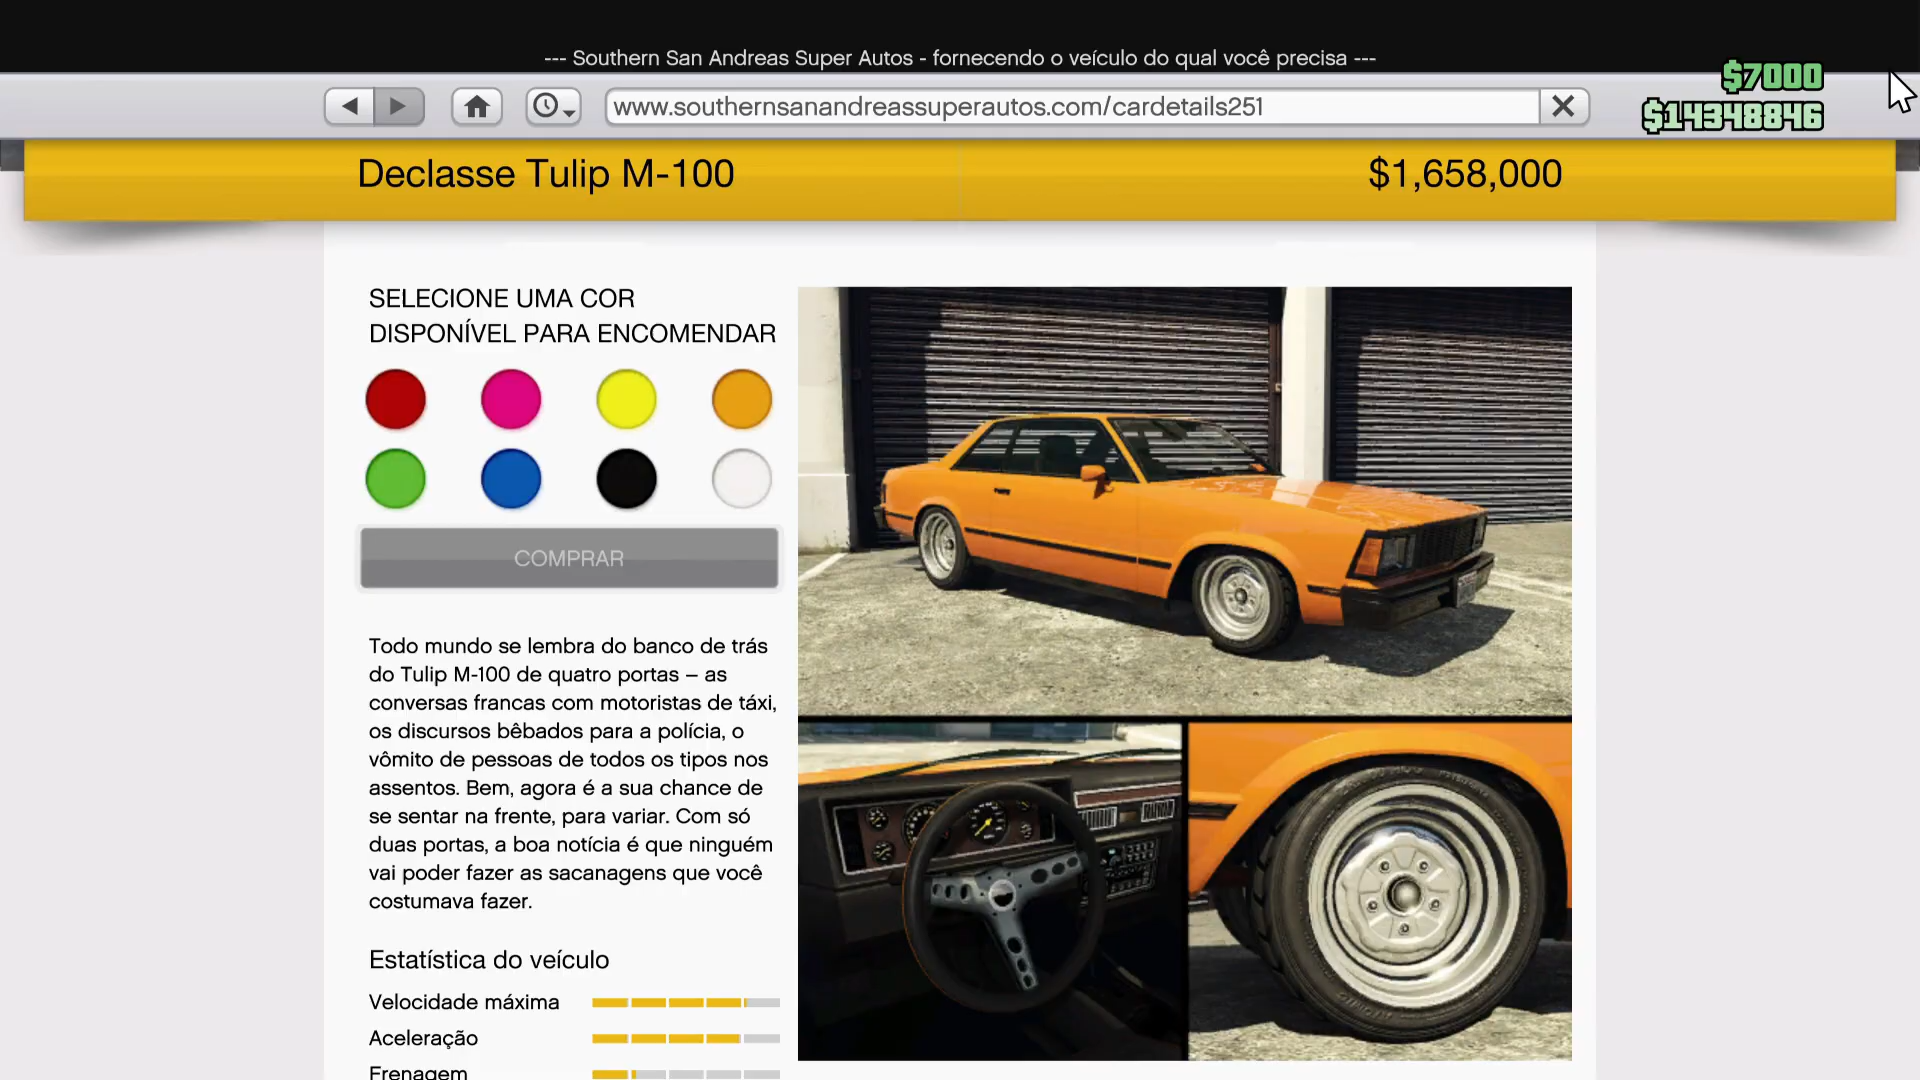 --- Southern San Andreas Super Autos - fornecendo o veículo do qual você precisa ---
$7000
www.southernsanandreassuperautos.com/cardetails251
$14348846
Declasse Tulip M-100
$1,658,000
SELECIONE UMA COR
DISPONÍVEL PARA ENCOMENDAR
COMPRAR
Todo mundo se lembra do banco de trás
do Tulip M-100 de quatro portas – as
conversas francas com motoristas de táxi,
os discursos bêbados para a polícia, o
vômito de pessoas de todos os tipos nos
assentos. Bem, agora é a sua chance de
se sentar na frente, para variar. Com só
duas portas, a boa notícia é que ninguém
vai poder fazer as sacanagens que você
costumava fazer.
Estatística do veículo
Velocidade máxima
Aceleração
Frenagem